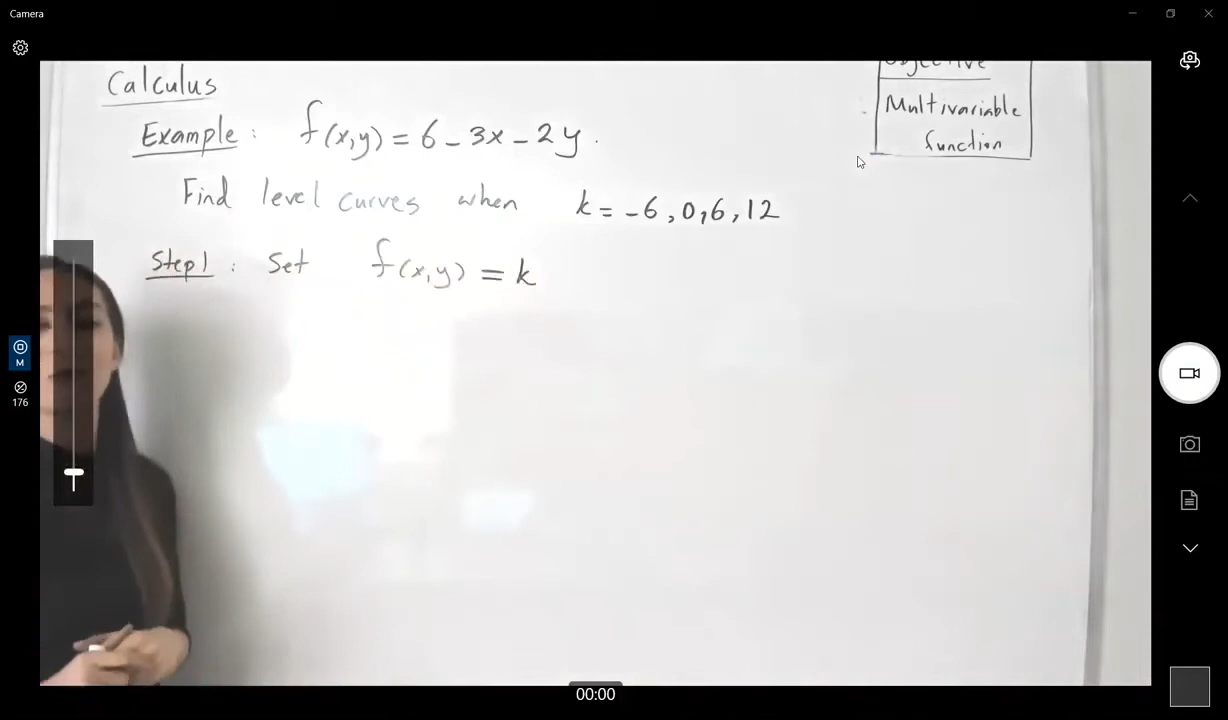 Camera
Calculus
Objective
Multivariable
function
Example: f(x,y) = 6 - 3x - 2y.
Find level curves when k = -6, 0, 6, 12
Step 1: Set f(x,y) = k
M
176
00:00